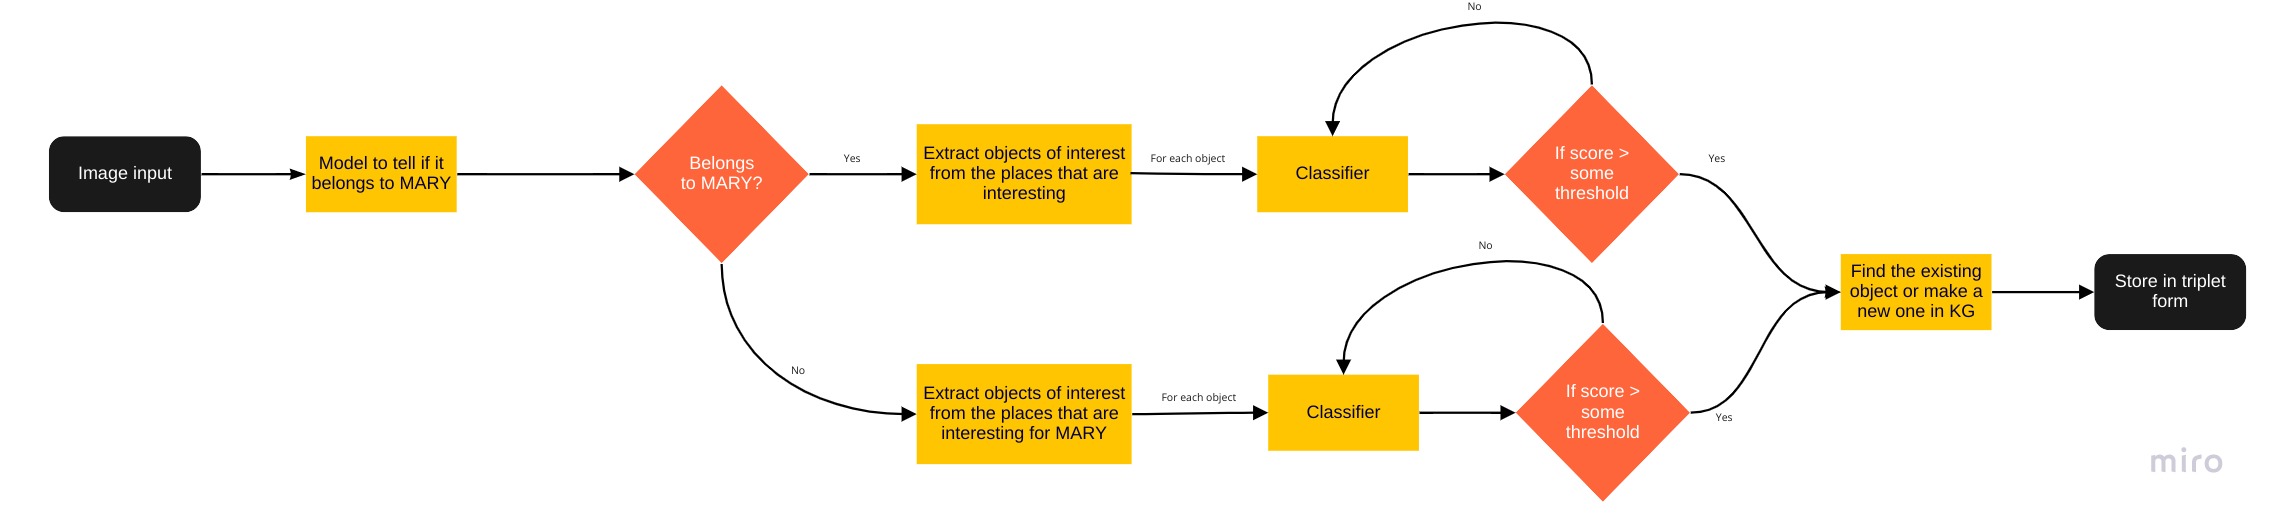 Image input
Model to tell if it
belongs to MARY
Belongs
to MARY?
Yes
Extract objects of interest
from the places that are
interesting
For each object
Classifier
No
If score >
some
threshold
Yes
No
Extract objects of interest
from the places that are
interesting for MARY
For each object
Classifier
No
If score >
some
threshold
Yes
Find the existing
object or make a
new one in KG
Store in triplet
form
miro